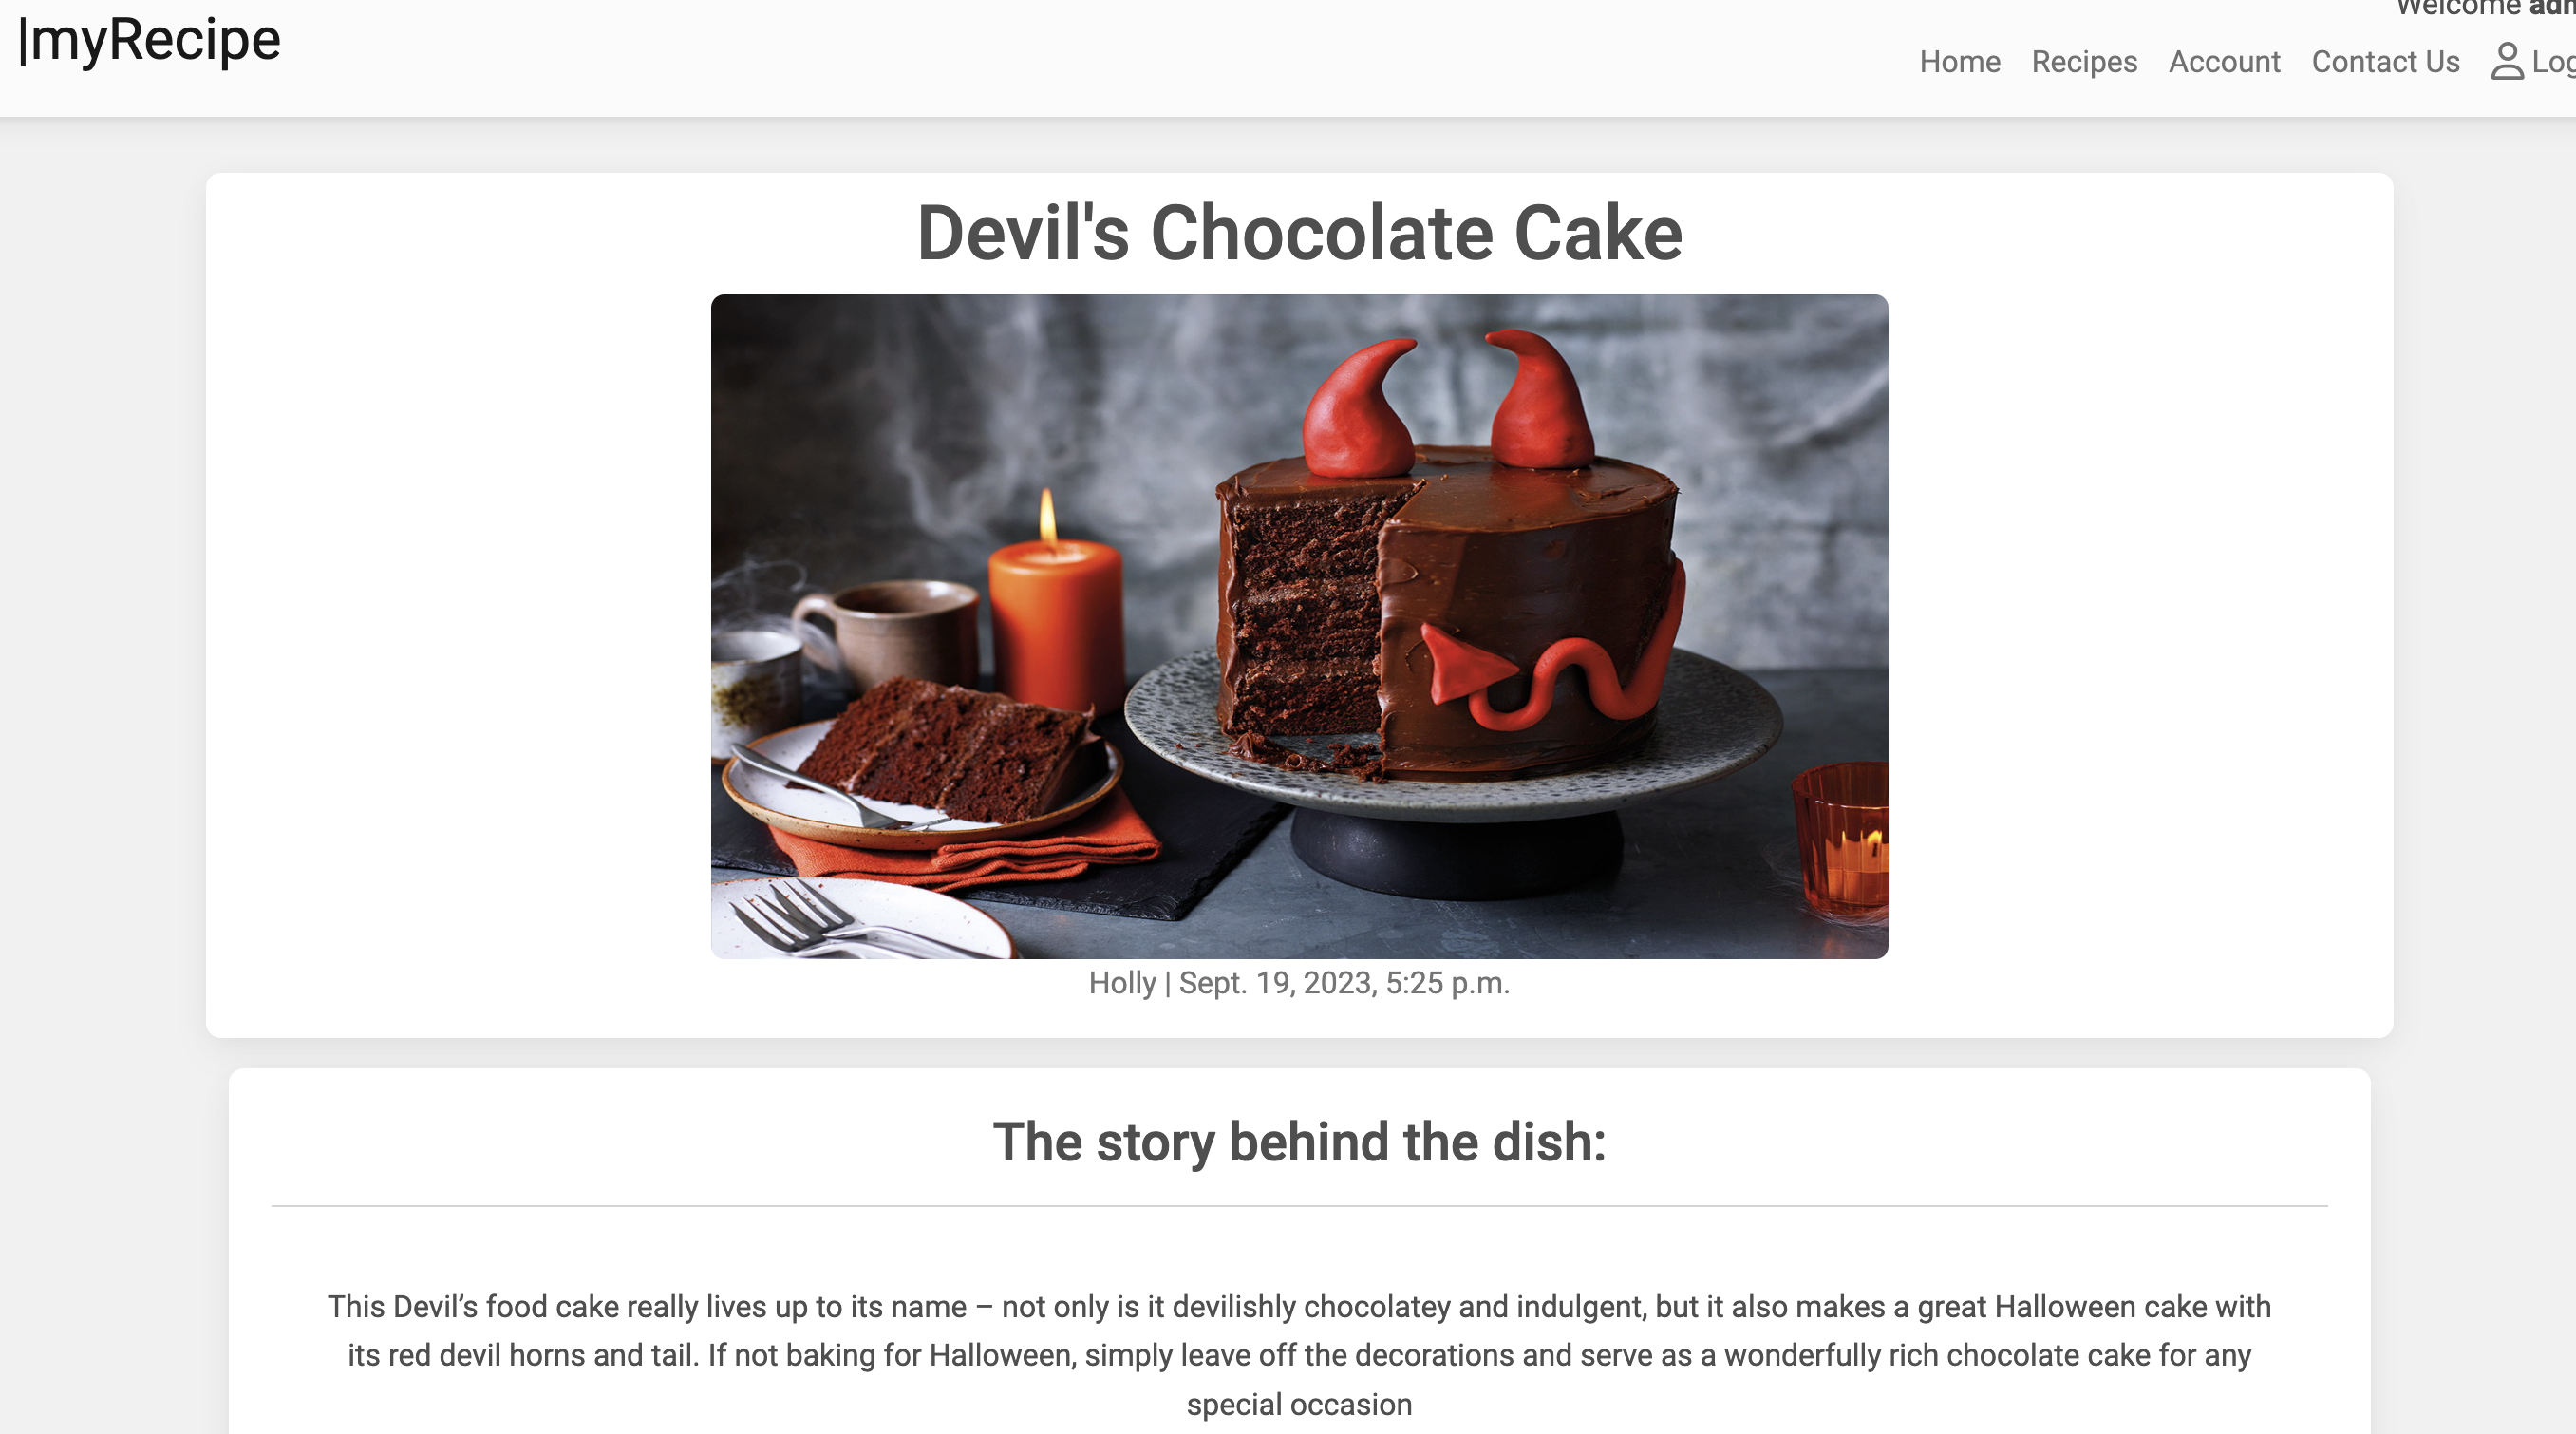 |myRecipe
Welcome
Home Recipes Account Contact Us
Devil's Chocolate Cake
Holly | Sept. 19, 2023, 5:25 p.m.
The story behind the dish:
This Devil’s food cake really lives up to its name – not only is it devilishly chocolatey and indulgent, but it also makes a great Halloween cake with
its red devil horns and tail. If not baking for Halloween, simply leave off the decorations and serve as a wonderfully rich chocolate cake for any
special occasion